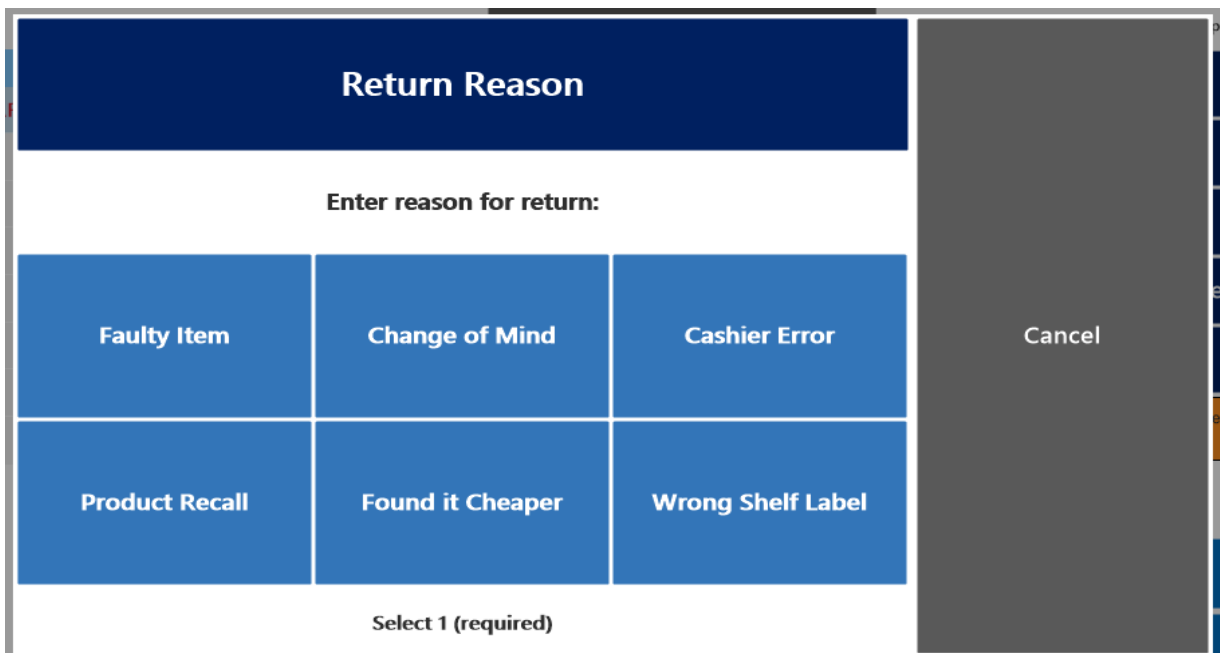 Return Reason
Enter reason for return:
Faulty Item
Change of Mind
Cashier Error
Cancel
Product Recall
Found it Cheaper
Wrong Shelf Label
Select 1 (required)